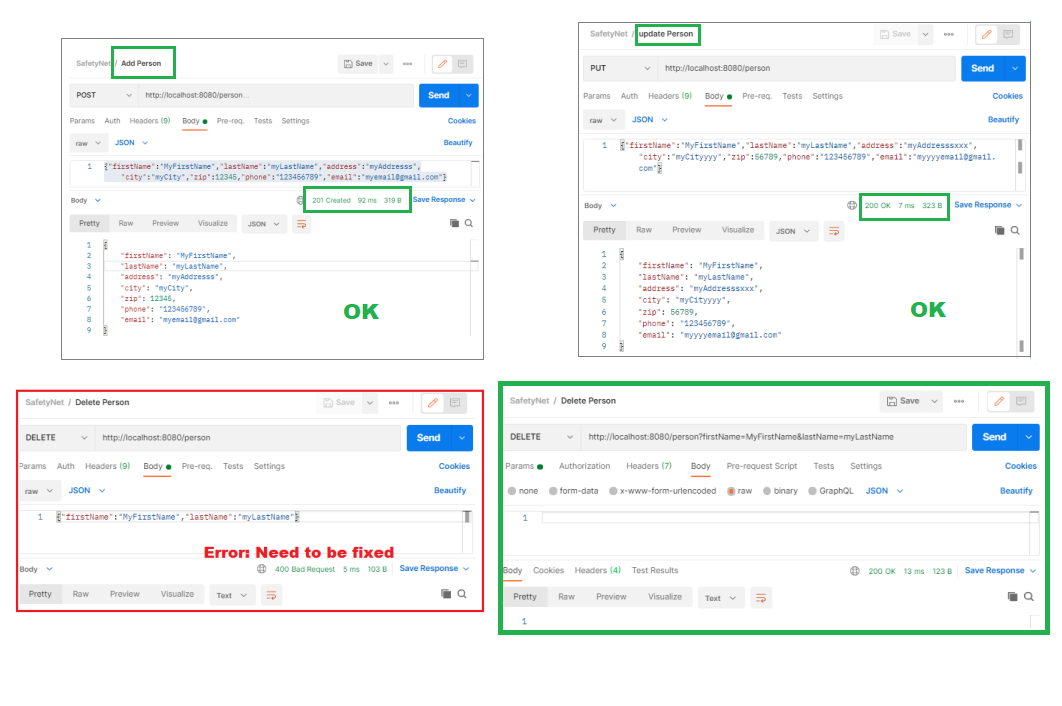 SafetyNet / Add Person
Save
POST
http://localhost:8080/person...
Send
Params Auth Headers (9) Body Pre-req. Tests Settings
Cookies
raw JSON
Beautify
1 {"firstName":"MyFirstName","lastName":"myLastName","address":"myAddresss",
"city":"myCity","zip":12345,"phone":"123456789","email":"myemail@gmail.com"}
Body
201 Created 92 ms 319 B
Save Response
Pretty Raw Preview Visualize JSON
1 {
2 "firstName": "MyFirstName",
3 "lastName": "myLastName",
4 "address": "myAddresss",
5 "city": "myCity",
6 "zip": 12345,
7 "phone": "123456789",
8 "email": "myemail@gmail.com"
9 }
OK
SafetyNet / update Person
Save
PUT
http://localhost:8080/person
Send
Params Auth Headers (9) Body Pre-req. Tests Settings
Cookies
raw JSON
Beautify
1 {"firstName":"MyFirstName","lastName":"myLastName","address":"myAddresssxxx",
"city":"myCityyyy","zip":56789,"phone":"123456789","email":"myyyyemail@gmail.
com"}
Body
200 OK 7 ms 323 B
Save Response
Pretty Raw Preview Visualize JSON
1 {
2 "firstName": "MyFirstName",
3 "lastName": "myLastName",
4 "address": "myAddresssxxx",
5 "city": "myCityyyy",
6 "zip": 56789,
7 "phone": "123456789",
8 "email": "myyyyemail@gmail.com"
9 }
OK
SafetyNet / Delete Person
Save
DELETE
http://localhost:8080/person
Send
Params Auth Headers (9) Body Pre-req. Tests Settings
Cookies
raw JSON
Beautify
1 {"firstName":"MyFirstName","lastName":"myLastName"}
Error: Need to be fixed
Body
400 Bad Request 5 ms 103 B
Save Response
Pretty Raw Preview Visualize Text
SafetyNet / Delete Person
Save
DELETE
http://localhost:8080/person?firstName=MyFirstName&lastName=myLastName
Send
Params Authorization Headers (7) Body Pre-request Script Tests Settings
Cookies
none form-data x-www-form-urlencoded raw binary GraphQL JSON
Beautify
1
Body Cookies Headers (4) Test Results
200 OK 13 ms 123 B
Save Response
Pretty Raw Preview Visualize Text
1